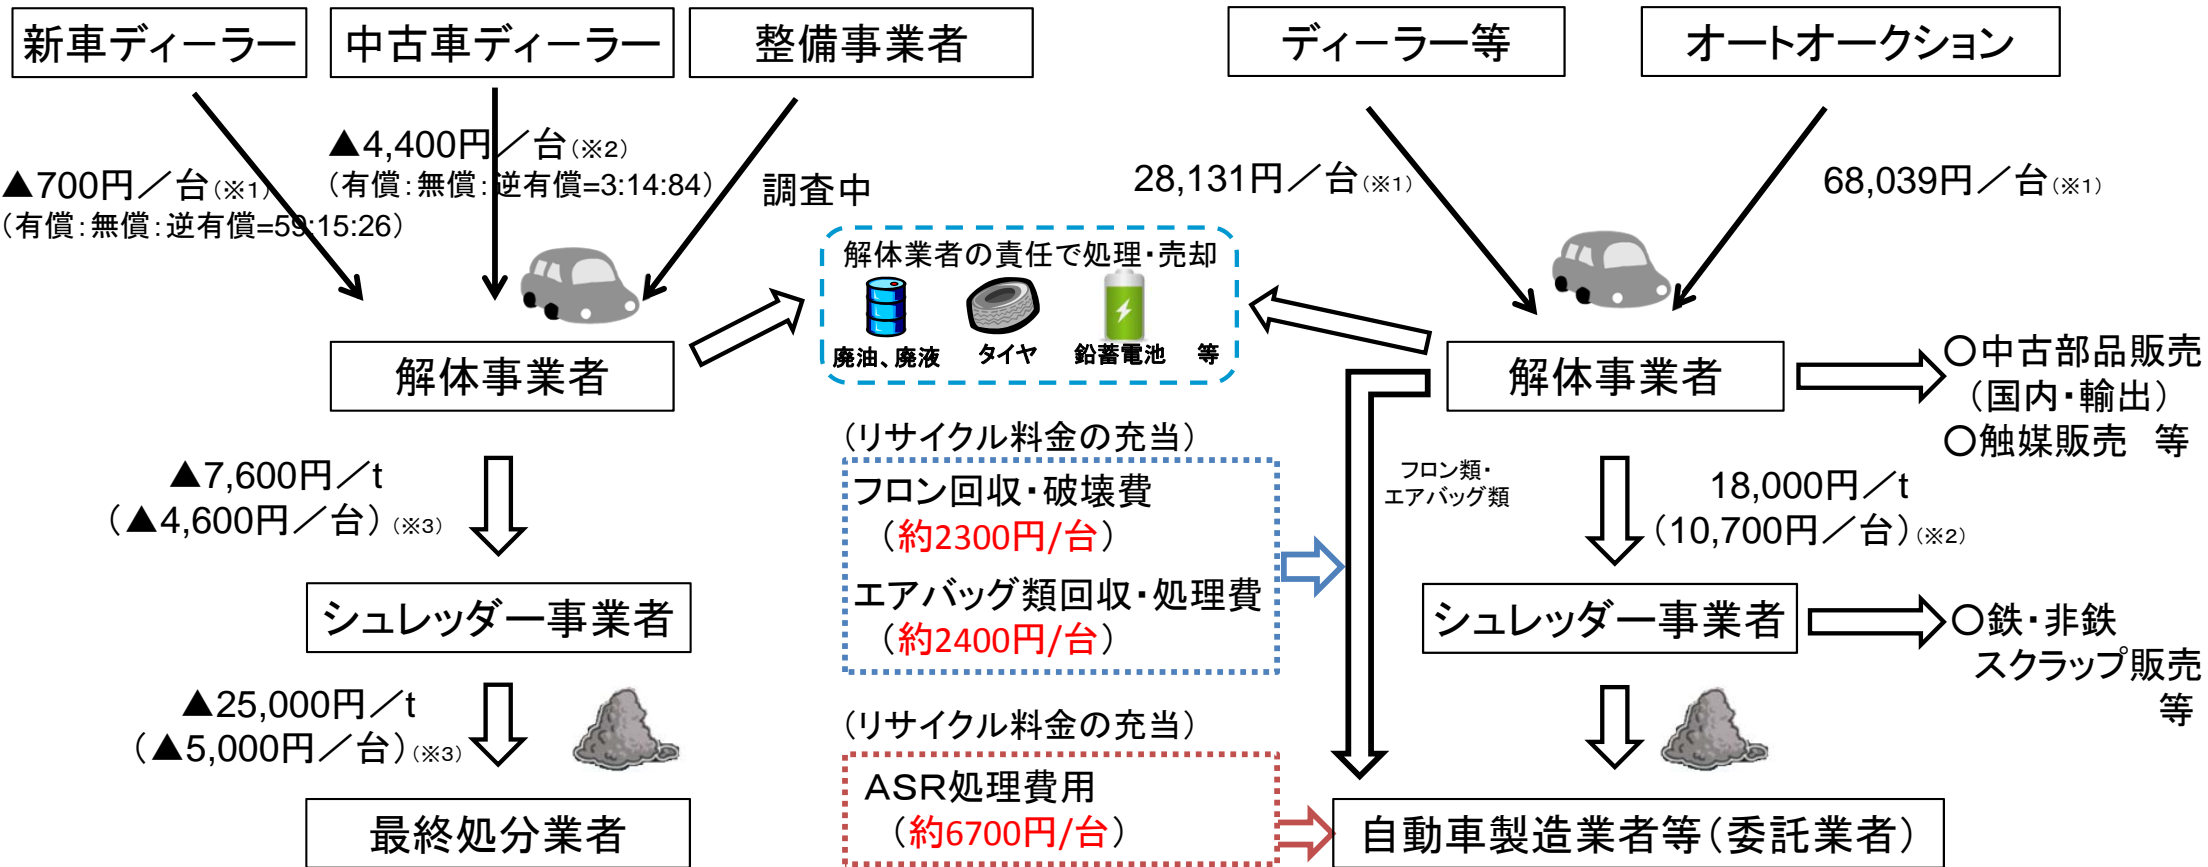 新車ディーラー
中古車ディーラー
整備事業者
ディーラー等
オートオークション
▲700円／台(※1)
(有償：無償：逆有償=59:15:26)
▲4,400円／台(※2)
(有償：無償：逆有償=3:14:84)
調査中
28,131円／台(※1)
68,039円／台(※1)
解体業者の責任で処理・売却
廃油、廃液
タイヤ
鉛蓄電池　等
解体事業者
解体事業者
○中古部品販売
（国内・輸出）
○触媒販売　等
▲7,600円／t
(▲4,600円／台)(※3)
(リサイクル料金の充当)
フロン回収・破壊費
（約2300円/台）
エアバッグ類回収・処理費
（約2400円/台）
フロン類・
エアバッグ類
18,000円／t
(10,700円／台)(※2)
シュレッダー事業者
シュレッダー事業者
○鉄・非鉄
スクラップ販売
等
▲25,000円／t
(▲5,000円／台)(※3)
(リサイクル料金の充当)
ASR処理費用
（約6700円/台）
最終処分業者
自動車製造業者等(委託業者)